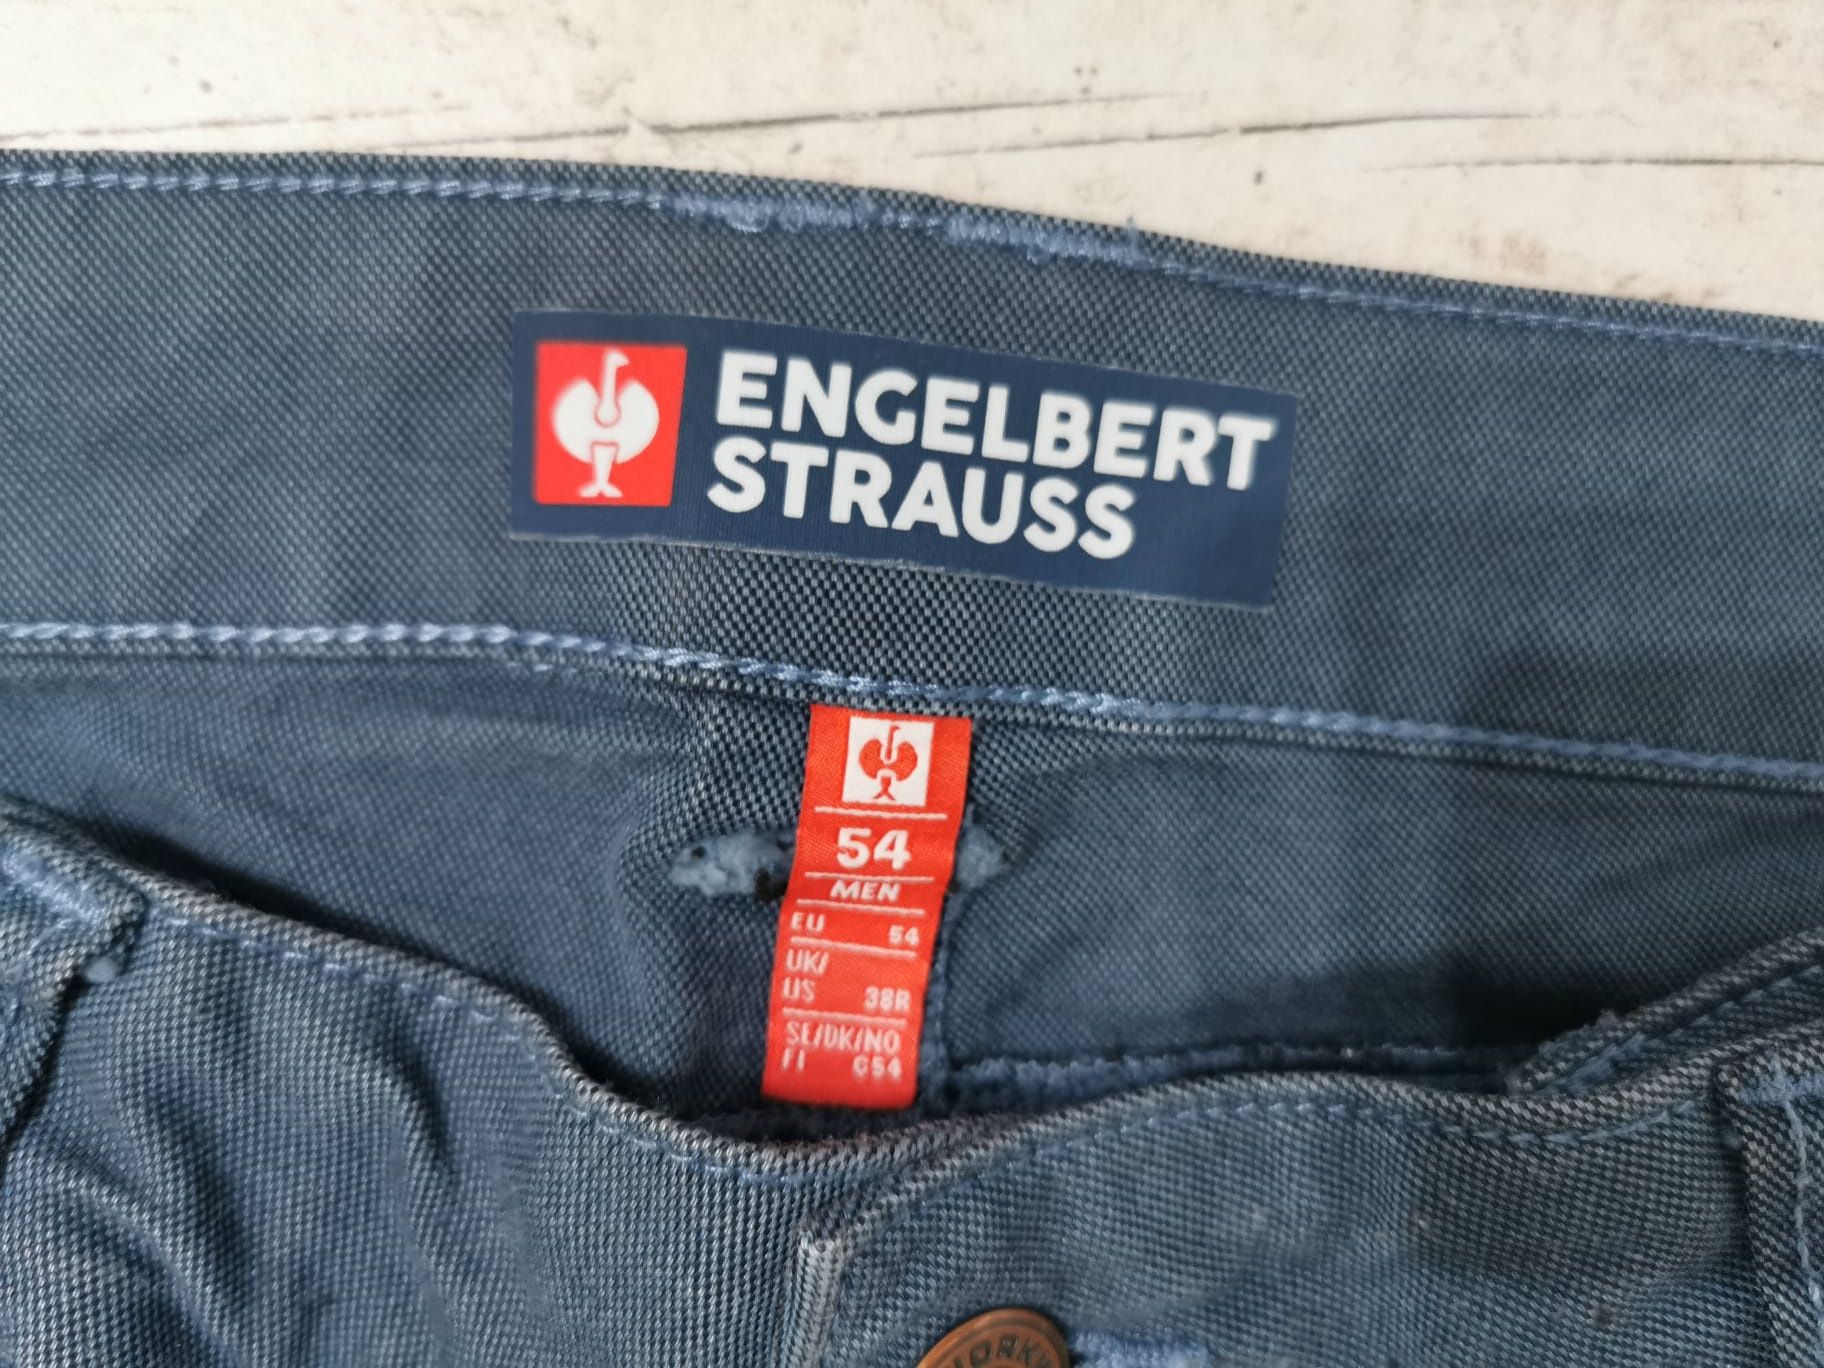 ENGELBERT
STRAUSS
54
MEN
EU 54
UK/
US 38R
SE/DK/NO
FI C54